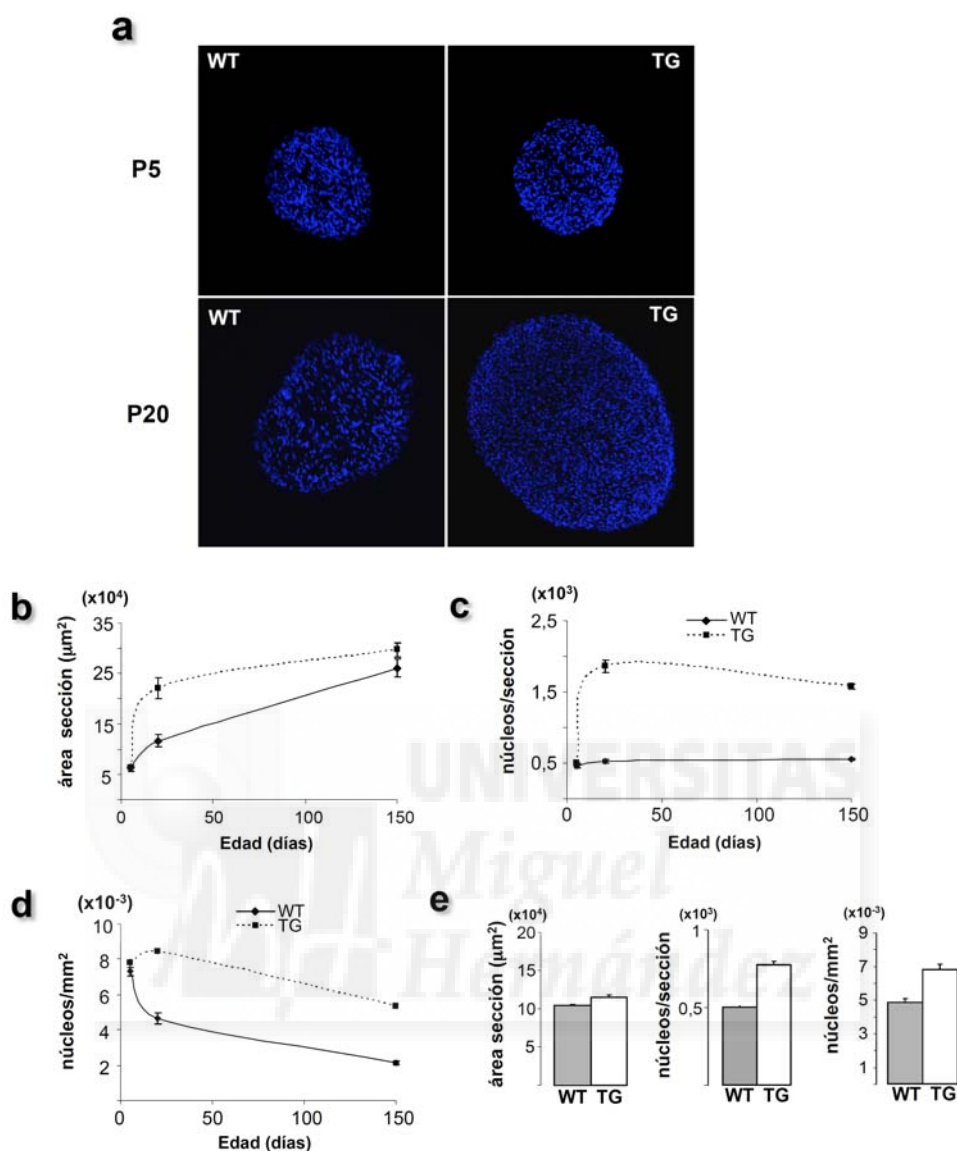 a
WT
TG
P5
WT
TG
P20
b
(x10⁴)
área sección (µm²)
35
25
15
5
0
50
100
150
Edad (días)
c
(x10³)
núcleos/sección
2,5
1,5
0,5
WT
TG
0
50
100
150
Edad (días)
d
(x10⁻³)
núcleos/mm²
10
8
6
4
2
WT
TG
0
50
100
150
Edad (días)
e
(x10⁴)
área sección (µm²)
20
15
10
5
WT TG
(x10³)
núcleos/sección
1
0,5
WT TG
(x10⁻³)
núcleos/mm²
9
7
5
3
1
WT TG
UNIVERSITAS
Miguel
Hernández